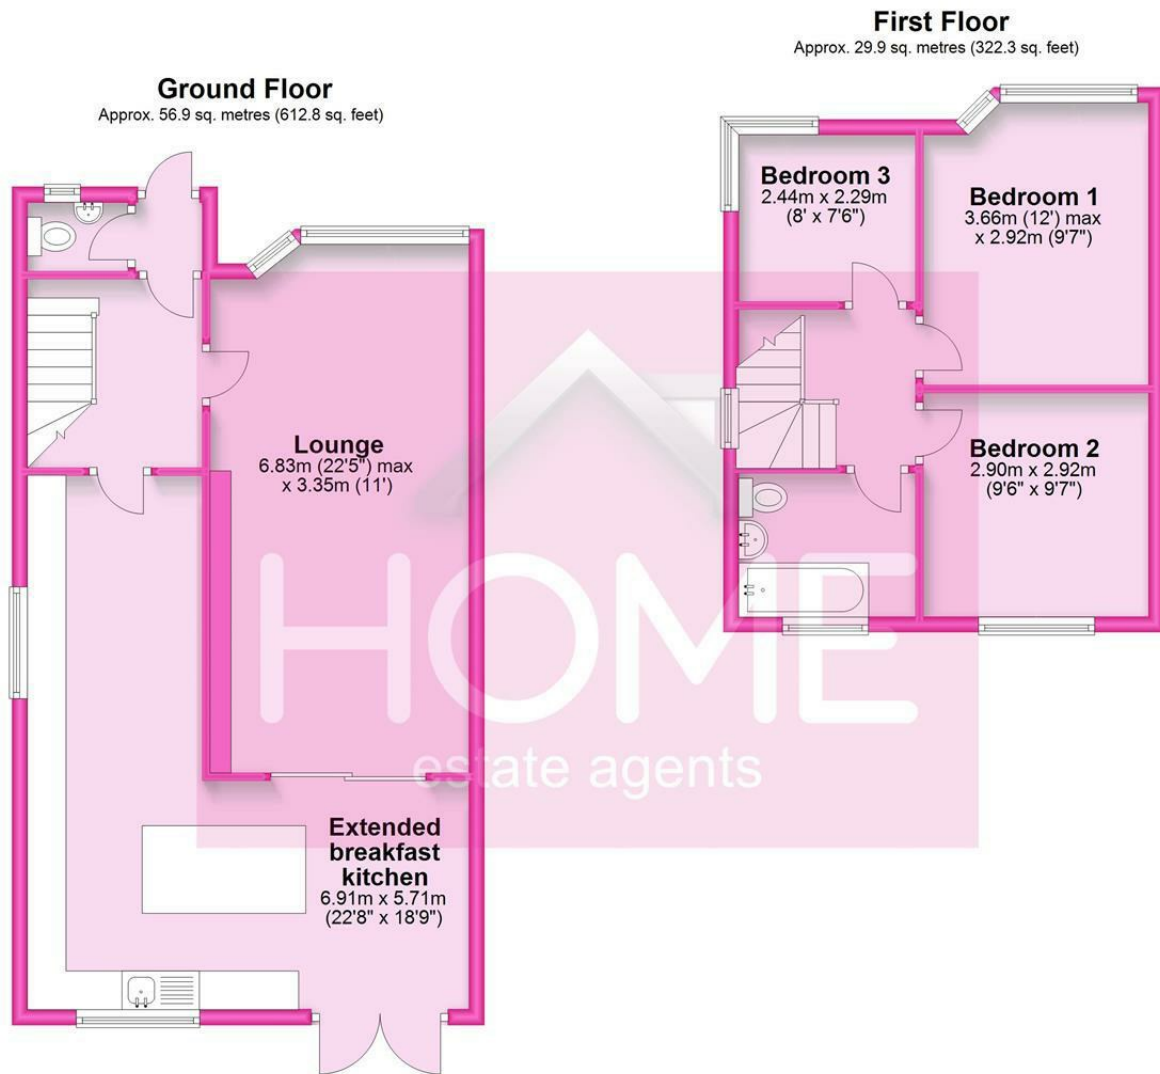 Ground Floor
Approx. 56.9 sq. metres (612.8 sq. feet)
Lounge
6.83m (22'5") max
x 3.35m (11')
Extended
breakfast
kitchen
6.91m x 5.71m
(22'8" x 18'9")
First Floor
Approx. 29.9 sq. metres (322.3 sq. feet)
Bedroom 3
2.44m x 2.29m
(8' x 7'6")
Bedroom 1
3.66m (12') max
x 2.92m (9'7")
Bedroom 2
2.90m x 2.92m
(9'6" x 9'7")
HOME
estate agents